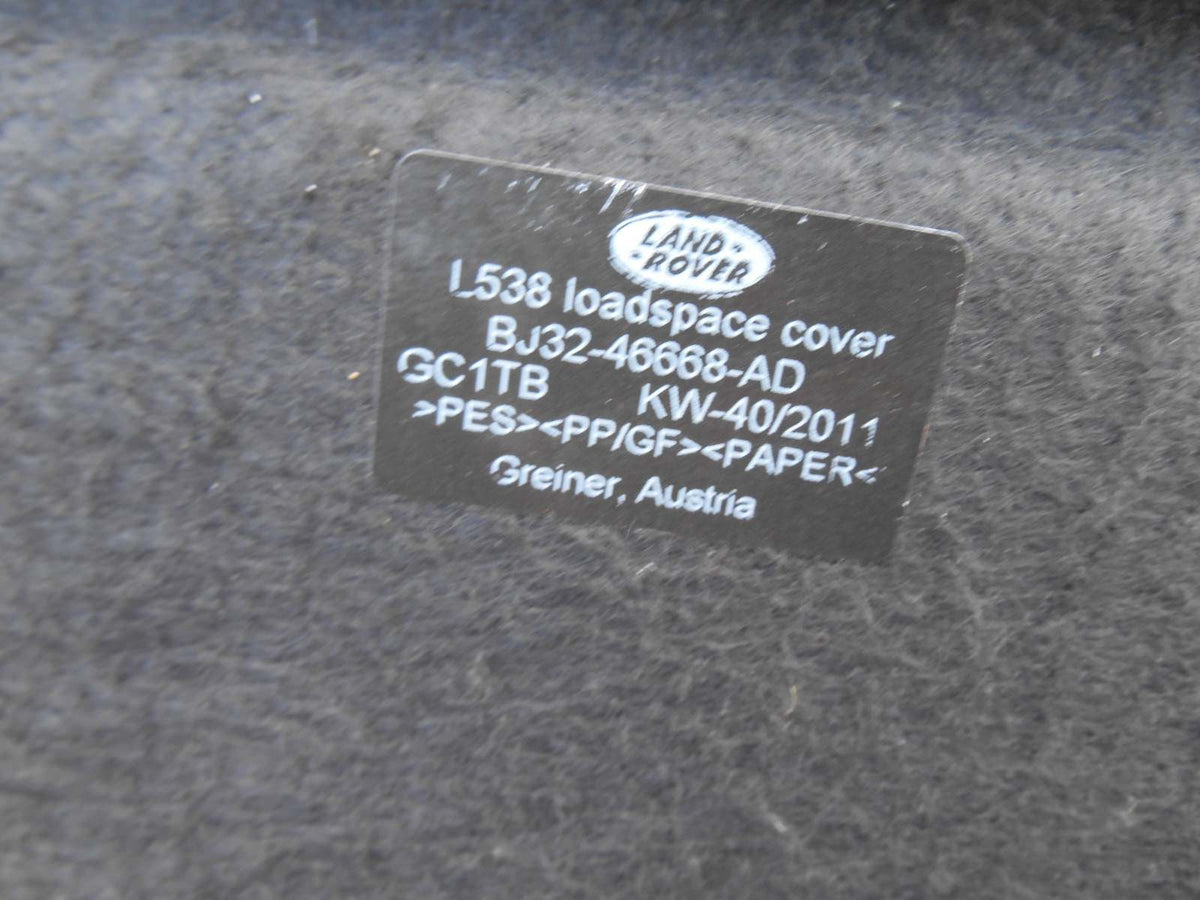 LAND-
-ROVER
L538 loadspace cover
BJ32-46668-AD
GC1TB KW-40/2011
>PES><PP/GF><PAPER<
Greiner, Austria